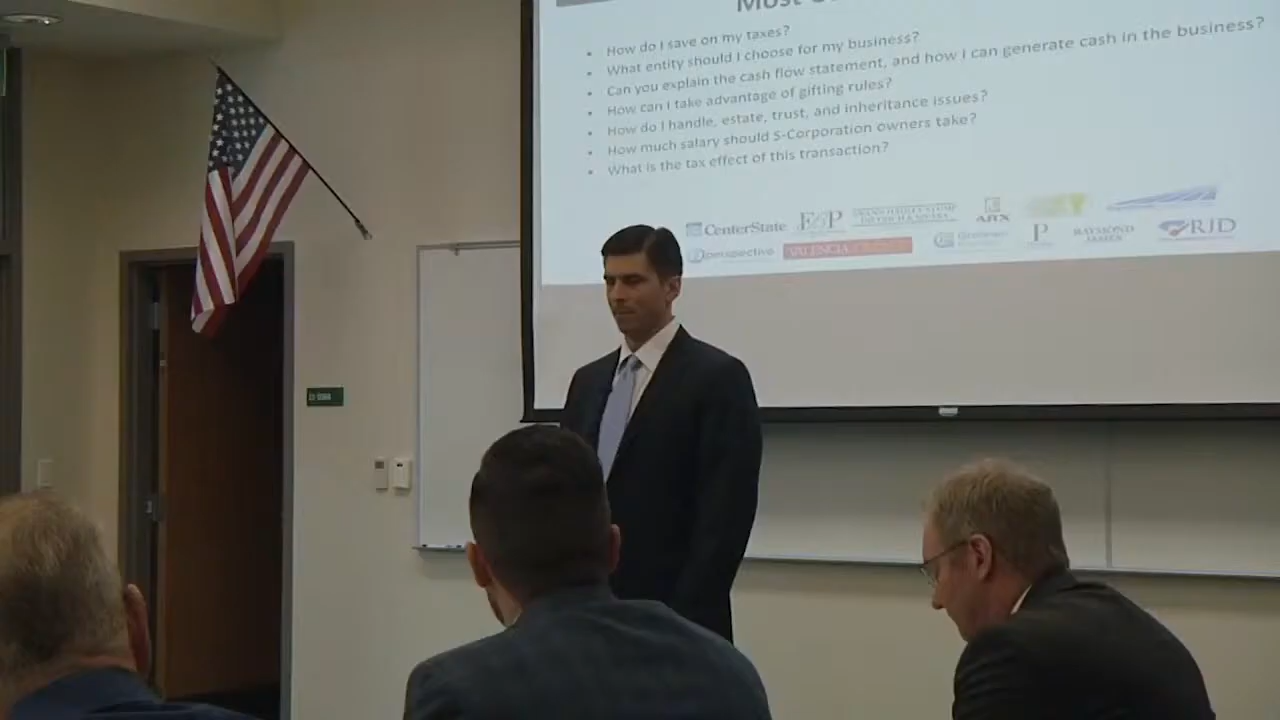 Most
How do I save on my taxes?
What entity should I choose for my business?
Can you explain the cash flow statement, and how I can generate cash in the business?
How can I take advantage of gifting rules?
How do I handle, estate, trust, and inheritance issues?
How much salary should S-Corporation owners take?
What is the tax effect of this transaction?
CenterState
ARX
perspective
VALENCIA
P
RAYMOND JAMES
RJD